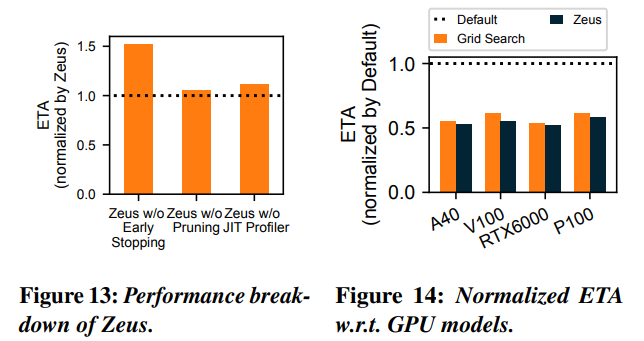 ETA
(normalized by Zeus)
1.5
1.0
0.5
0.0
Zeus w/o
Early
Stopping
Zeus w/o
Pruning
Zeus w/o
JIT Profiler
Figure 13: Performance break-
down of Zeus.
Default
Grid Search
Zeus
ETA
(normalized by Default)
1.0
0.5
0.0
A40
V100
RTX6000
P100
Figure 14: Normalized ETA
w.r.t. GPU models.